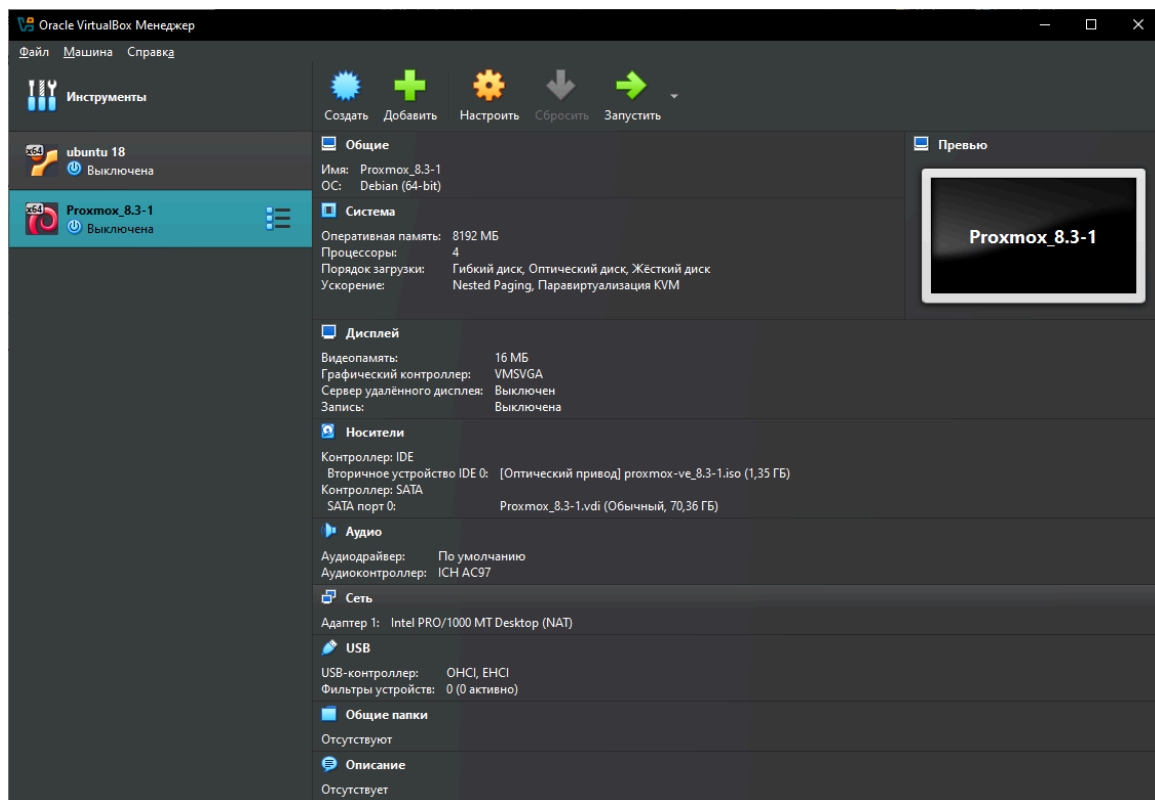 Oracle VirtualBox Менеджер
Файл Машина Справка
Инструменты
Создать Добавить Настроить Сбросить Запустить
x64 ubuntu 18
Выключена
x64 Proxmox_8.3-1
Выключена
Общие
Имя: Proxmox_8.3-1
ОС: Debian (64-bit)
Система
Оперативная память: 8192 МБ
Процессоры: 4
Порядок загрузки: Гибкий диск, Оптический диск, Жёсткий диск
Ускорение: Nested Paging, Паравиртуализация KVM
Превью
Proxmox_8.3-1
Дисплей
Видеопамять: 16 МБ
Графический контроллер: VMSVGA
Сервер удалённого дисплея: Выключен
Запись: Выключена
Носители
Контроллер: IDE
Вторичное устройство IDE 0: [Оптический привод] proxmox-ve_8.3-1.iso (1,35 ГБ)
Контроллер: SATA
SATA порт 0: Proxmox_8.3-1.vdi (Обычный, 70,36 ГБ)
Аудио
Аудиодрайвер: По умолчанию
Аудиоконтроллер: ICH AC97
Сеть
Адаптер 1: Intel PRO/1000 MT Desktop (NAT)
USB
USB-контроллер: OHCI, EHCI
Фильтры устройств: 0 (0 активно)
Общие папки
Отсутствуют
Описание
Отсутствует